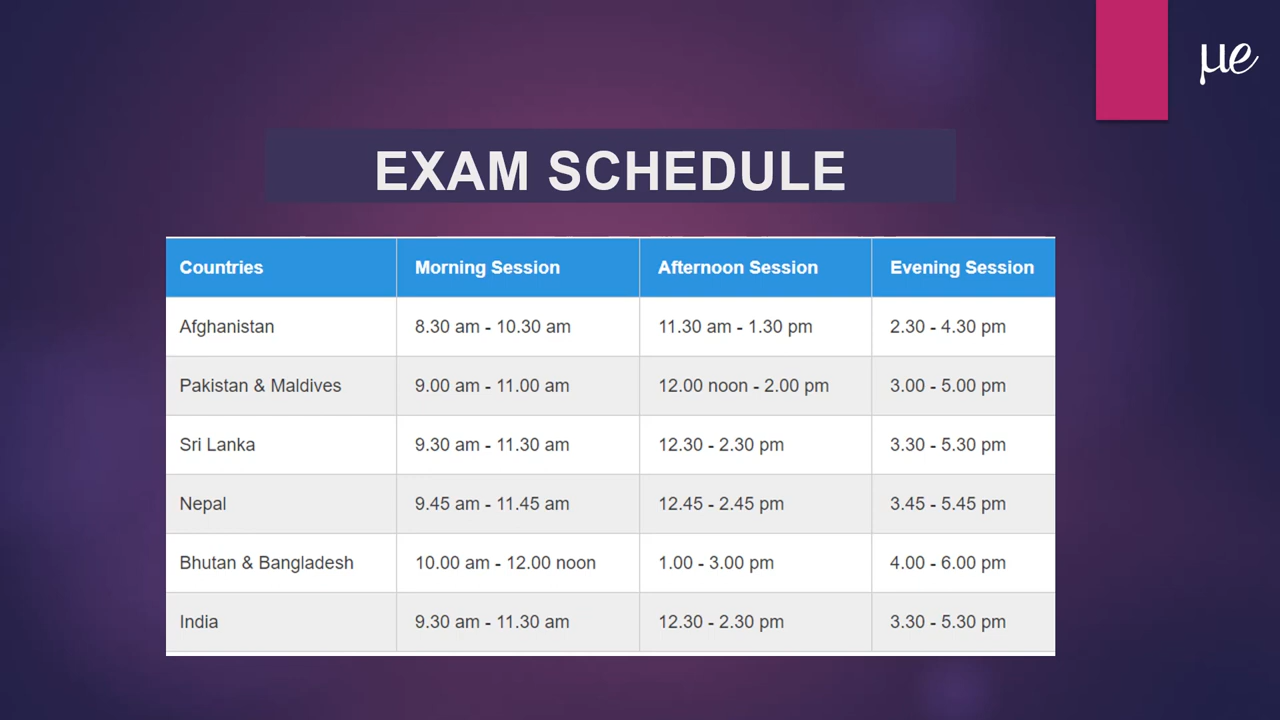 µe
EXAM SCHEDULE
Countries Morning Session Afternoon Session Evening Session
Afghanistan 8.30 am - 10.30 am 11.30 am - 1.30 pm 2.30 - 4.30 pm
Pakistan & Maldives 9.00 am - 11.00 am 12.00 noon - 2.00 pm 3.00 - 5.00 pm
Sri Lanka 9.30 am - 11.30 am 12.30 - 2.30 pm 3.30 - 5.30 pm
Nepal 9.45 am - 11.45 am 12.45 - 2.45 pm 3.45 - 5.45 pm
Bhutan & Bangladesh 10.00 am - 12.00 noon 1.00 - 3.00 pm 4.00 - 6.00 pm
India 9.30 am - 11.30 am 12.30 - 2.30 pm 3.30 - 5.30 pm